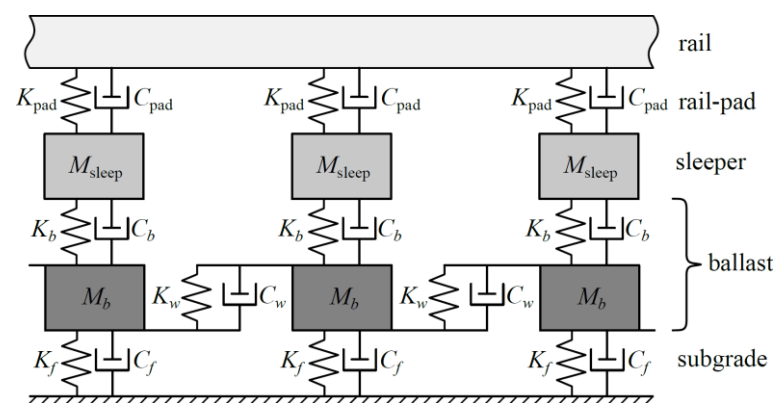 rail
K_pad C_pad K_pad C_pad K_pad C_pad rail-pad
M_sleep M_sleep M_sleep sleeper
K_b C_b K_b C_b K_b C_b
ballast
M_b K_w C_w M_b K_w C_w M_b
K_f C_f K_f C_f K_f C_f subgrade